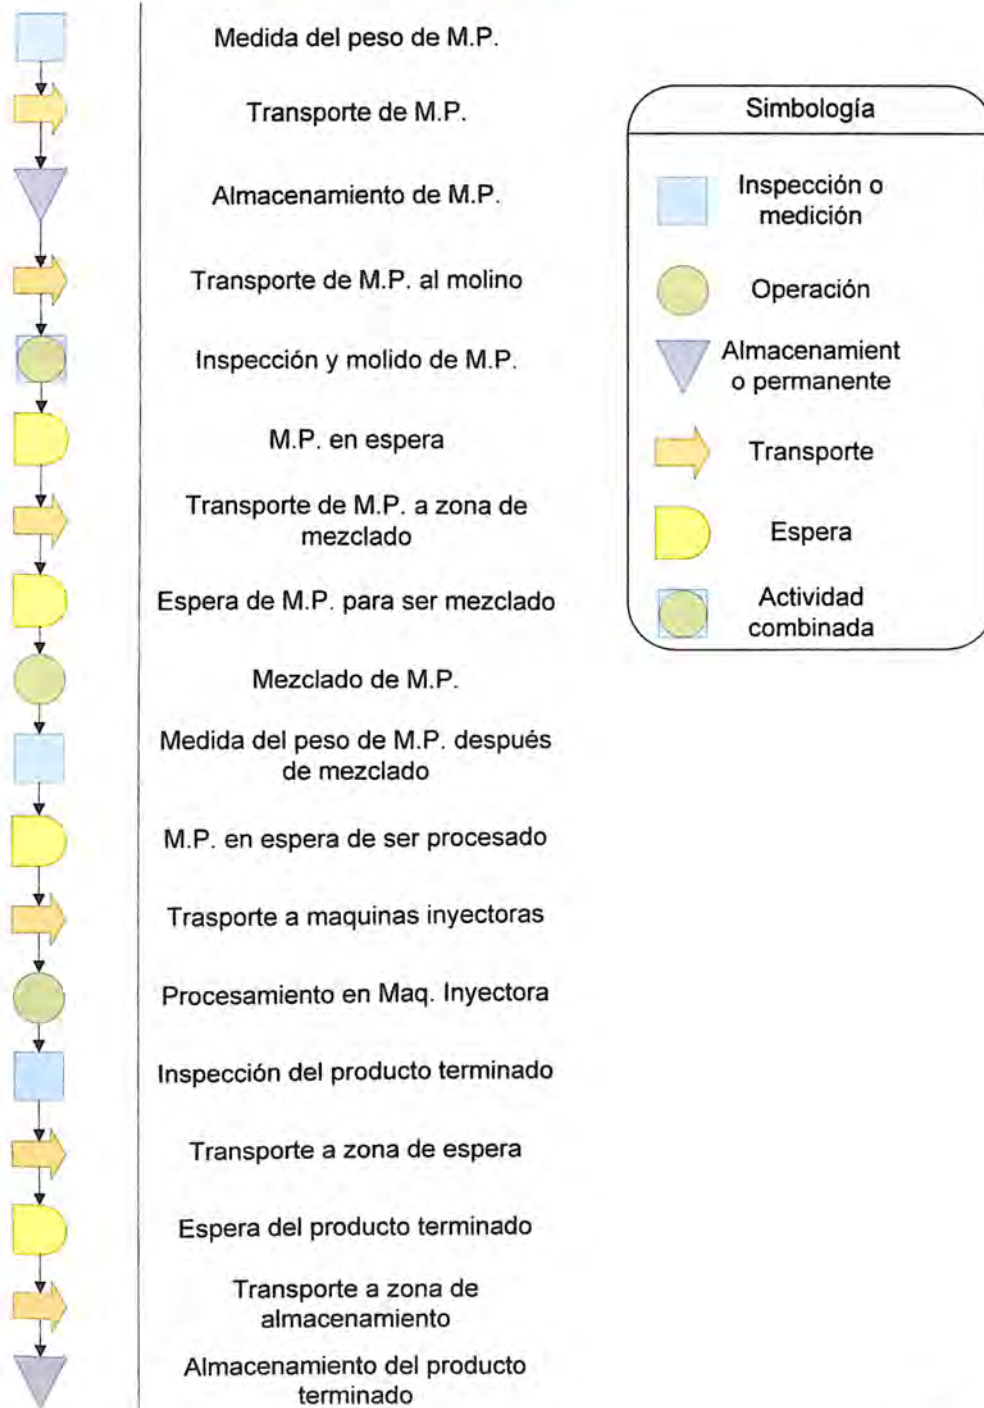 Medida del peso de M.P.
Transporte de M.P.
Almacenamiento de M.P.
Transporte de M.P. al molino
Inspección y molido de M.P.
M.P. en espera
Transporte de M.P. a zona de
mezclado
Espera de M.P. para ser mezclado
Mezclado de M.P.
Medida del peso de M.P. después
de mezclado
M.P. en espera de ser procesado
Trasporte a maquinas inyectoras
Procesamiento en Maq. Inyectora
Inspección del producto terminado
Transporte a zona de espera
Espera del producto terminado
Transporte a zona de
almacenamiento
Almacenamiento del producto
terminado
Simbología
Inspección o
medición
Operación
Almacenamient
o permanente
Transporte
Espera
Actividad
combinada